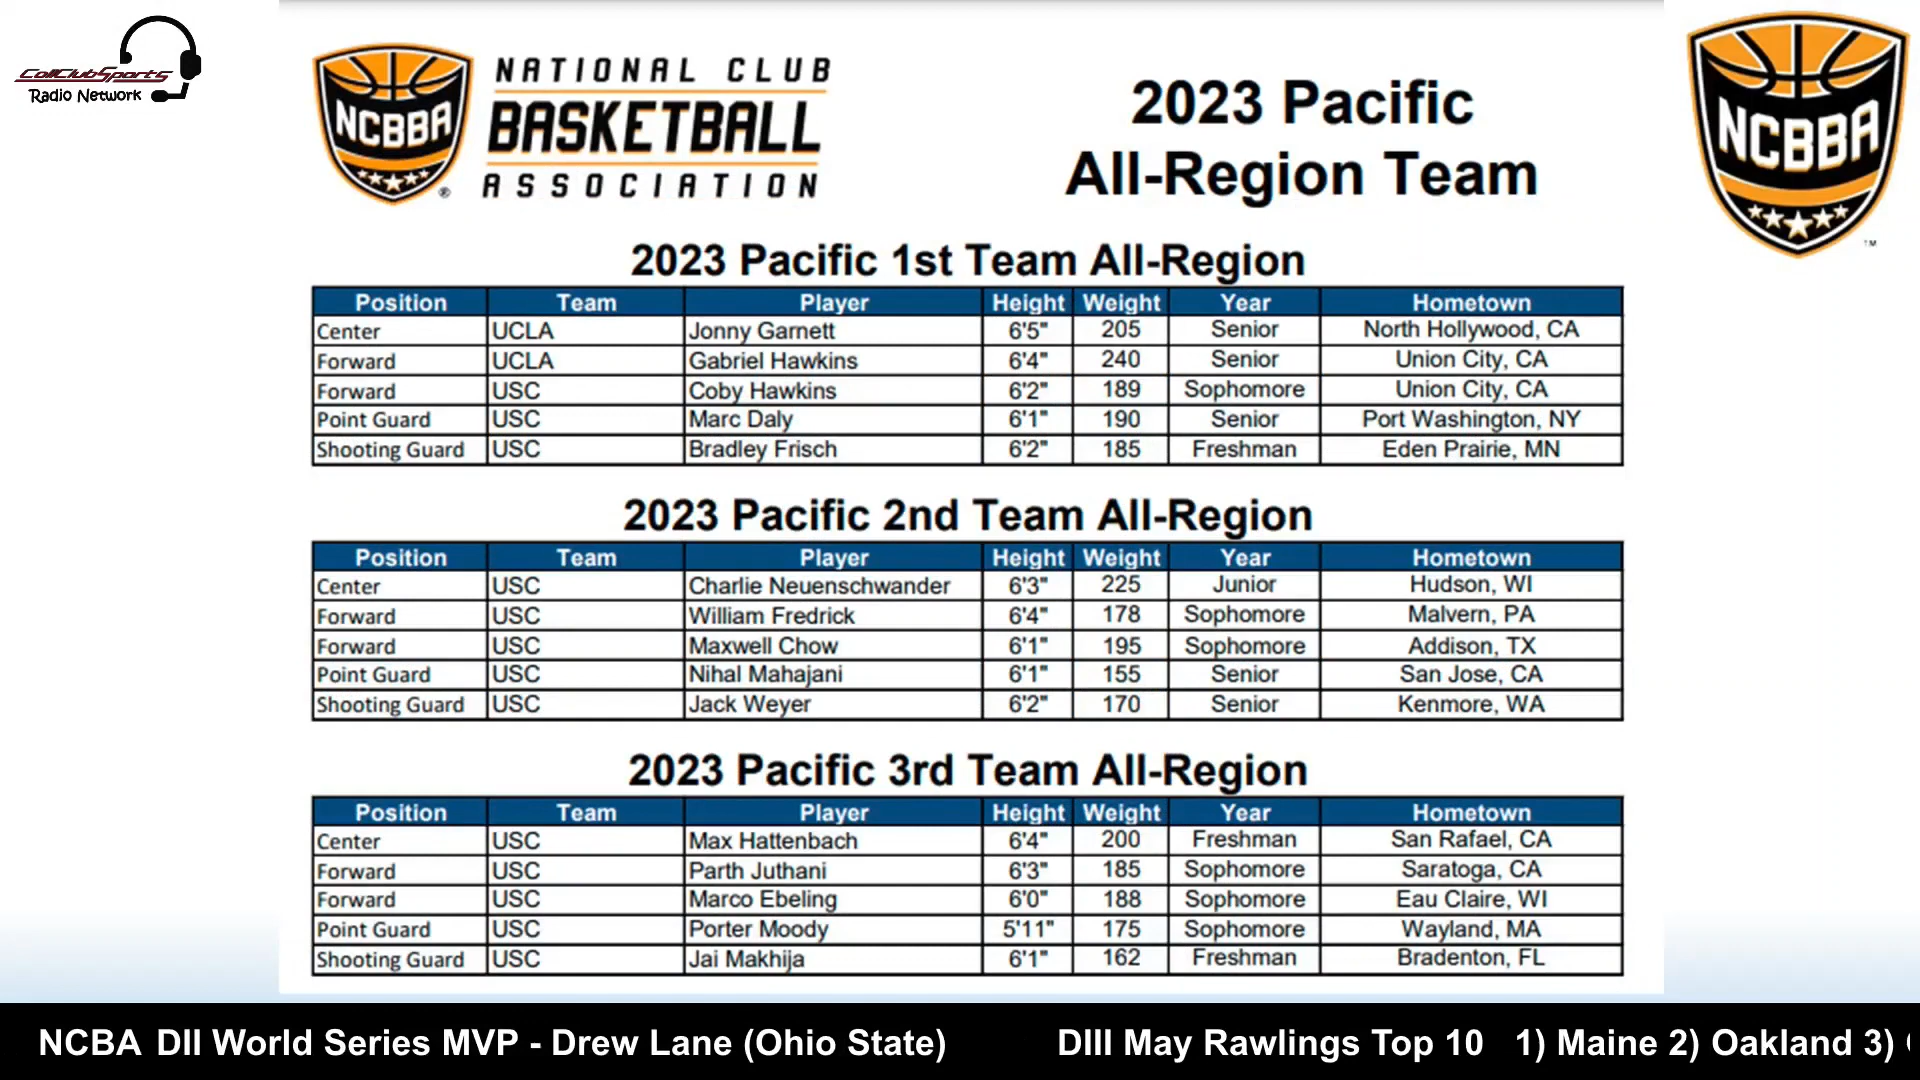 CollClubSports
Radio Network
NCBBA
®
NATIONAL CLUB
BASKETBALL
ASSOCIATION
2023 Pacific
All-Region Team
NCBBA
™
2023 Pacific 1st Team All-Region
Position Team Player Height Weight Year Hometown
Center UCLA Jonny Garnett 6'5" 205 Senior North Hollywood, CA
Forward UCLA Gabriel Hawkins 6'4" 240 Senior Union City, CA
Forward USC Coby Hawkins 6'2" 189 Sophomore Union City, CA
Point Guard USC Marc Daly 6'1" 190 Senior Port Washington, NY
Shooting Guard USC Bradley Frisch 6'2" 185 Freshman Eden Prairie, MN
2023 Pacific 2nd Team All-Region
Position Team Player Height Weight Year Hometown
Center USC Charlie Neuenschwander 6'3" 225 Junior Hudson, WI
Forward USC William Fredrick 6'4" 178 Sophomore Malvern, PA
Forward USC Maxwell Chow 6'1" 195 Sophomore Addison, TX
Point Guard USC Nihal Mahajani 6'1" 155 Senior San Jose, CA
Shooting Guard USC Jack Weyer 6'2" 170 Senior Kenmore, WA
2023 Pacific 3rd Team All-Region
Position Team Player Height Weight Year Hometown
Center USC Max Hattenbach 6'4" 200 Freshman San Rafael, CA
Forward USC Parth Juthani 6'3" 185 Sophomore Saratoga, CA
Forward USC Marco Ebeling 6'0" 188 Sophomore Eau Claire, WI
Point Guard USC Porter Moody 5'11" 175 Sophomore Wayland, MA
Shooting Guard USC Jai Makhija 6'1" 162 Freshman Bradenton, FL
NCBA DII World Series MVP - Drew Lane (Ohio State) DIII May Rawlings Top 10 1) Maine 2) Oakland 3)